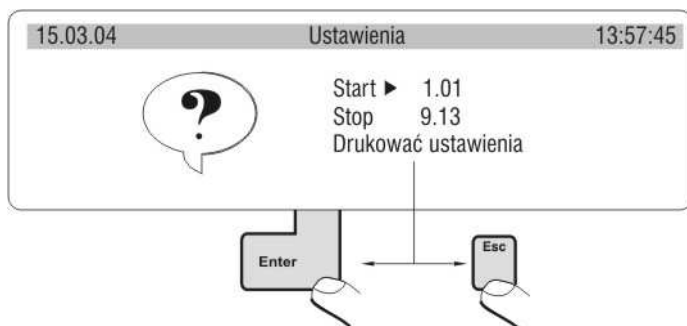 15.03.04 Ustawienia 13:57:45
?
Start ▶ 1.01
Stop 9.13
Drukować ustawienia
Enter
Esc